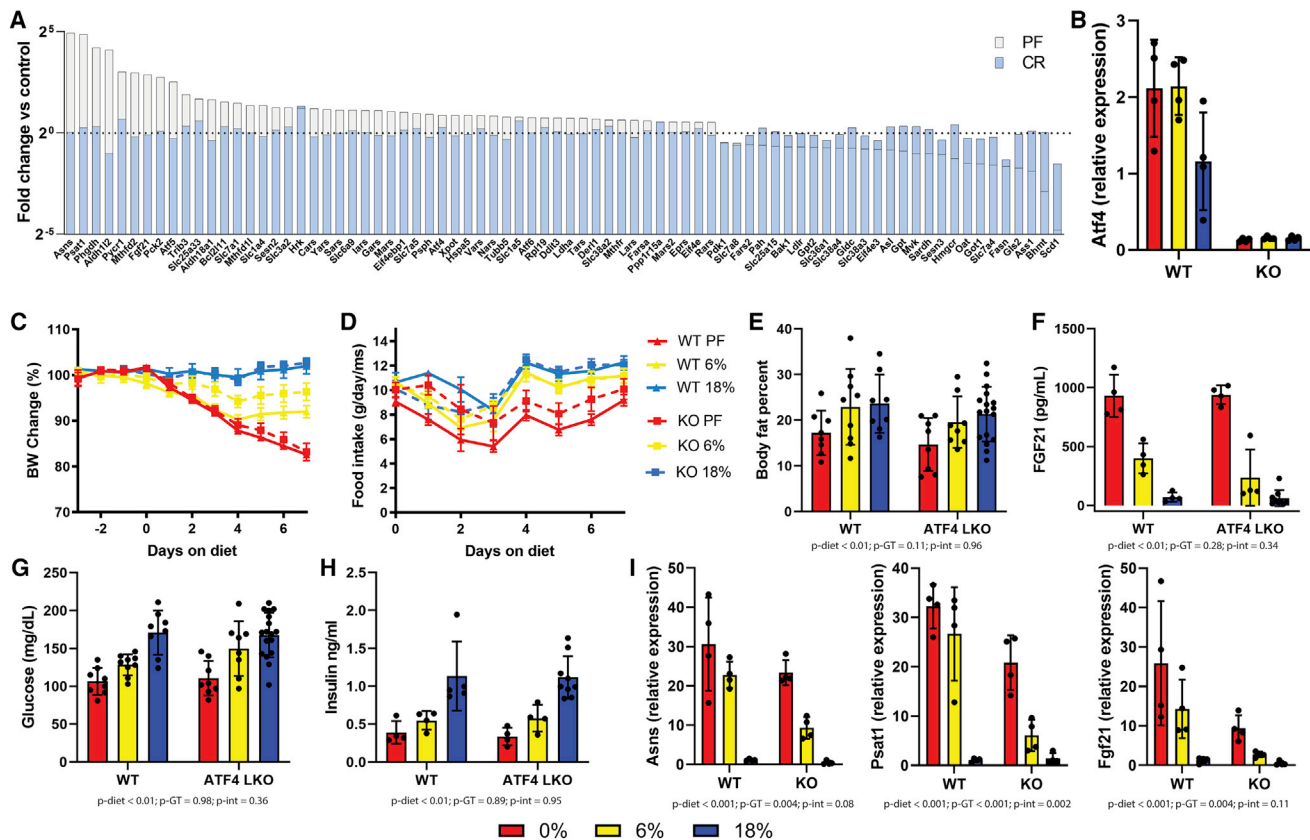 A
Fold change vs control
2^5
2^0
2^-5
PF
CR
Asns Psat1 Phgdh Aldh1l2 Pycr1 Mthfd2 Fgf21 Pck2 Atf5 Trib3 Slc25a33 Aldh18a1 Bcl2l11 Slc7a1 Mthfd1l Slc1a4 Sesn2 Slc3a2 Hrk Cars Yars Sars Slc6a9 Iars Gars Mars Eif4ebp1 Slc7a5 Psph Atf4 Xpot Hspa5 Vars Nars Tubb5 Slc1a5 Atf6 Rpl19 Ddit3 Ldha Tars Derl1 Slc38a2 Mthfr Lars Farsa Ppp1r15a Mars2 Eprs Eif4e Rars Pdk1 Slc7a8 Fars2 Pah Slc25a15 Bak1 Ldlr Gpt2 Slc36a1 Slc38a4 Gldc Slc38a3 Eif4e3 Asl Gpt Mvk Sardh Sesn3 Hmgcr Oat Got1 Slc7a4 Fasn Gls2 Ass1 Bhmt Scd1
B
Atf4 (relative expression)
3
2
1
0
WT KO
C
BW Change (%)
110
100
90
80
70
-2 0 2 4 6
Days on diet
D
Food intake (g/day/ms)
14
12
10
8
6
4
2
0
0 2 4 6
Days on diet
WT PF
WT 6%
WT 18%
KO PF
KO 6%
KO 18%
E
Body fat percent
40
30
20
10
0
WT ATF4 LKO
p-diet < 0.01; p-GT = 0.11; p-int = 0.96
F
FGF21 (pg/mL)
1500
1000
500
0
WT ATF4 LKO
p-diet < 0.01; p-GT = 0.28; p-int = 0.34
G
Glucose (mg/dL)
250
200
150
100
50
0
WT ATF4 LKO
p-diet < 0.01; p-GT = 0.98; p-int = 0.36
H
Insulin ng/ml
2.5
2.0
1.5
1.0
0.5
0.0
WT ATF4 LKO
p-diet < 0.01; p-GT = 0.89; p-int = 0.95
I
Asns (relative expression)
50
40
30
20
10
0
WT KO
p-diet < 0.001; p-GT = 0.004; p-int = 0.08
Psat1 (relative expression)
40
30
20
10
0
WT KO
p-diet < 0.001; p-GT < 0.001; p-int = 0.002
Fgf21 (relative expression)
50
40
30
20
10
0
WT KO
p-diet < 0.001; p-GT = 0.004; p-int = 0.11
0% 6% 18%